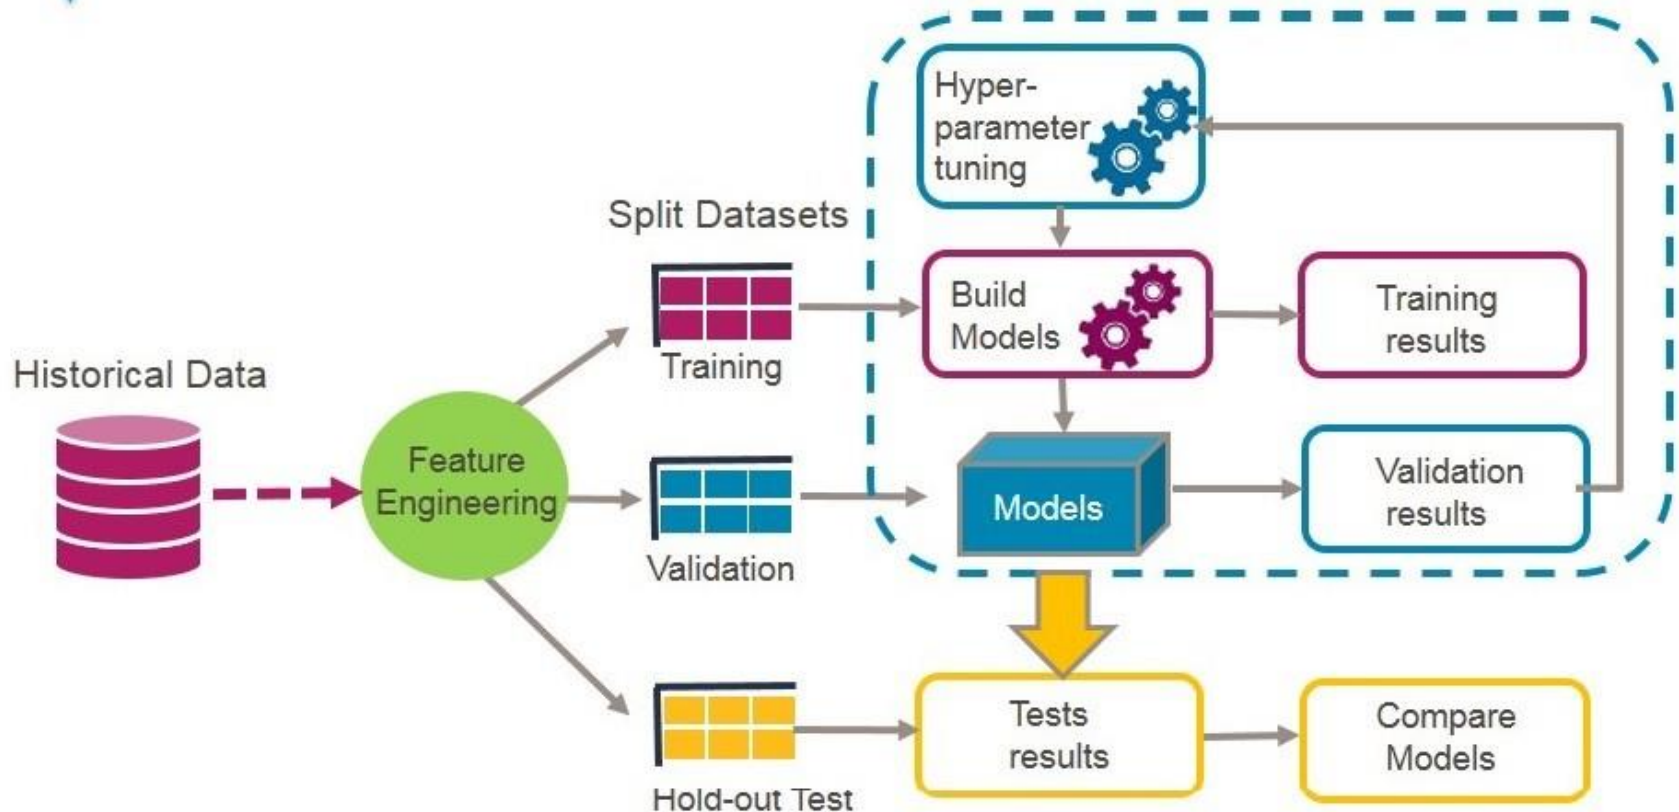 Hyper-
parameter
tuning
Split Datasets
Build
Models
Training
results
Training
Historical Data
Feature
Engineering
Validation
results
Models
Validation
Tests
results
Compare
Models
Hold-out Test